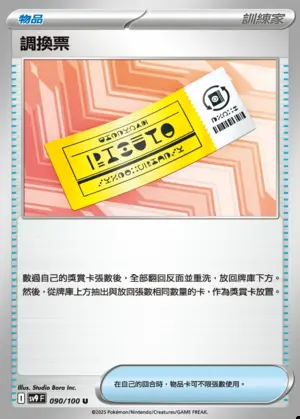 物品
訓練家
調換票
數過自己的獎賞卡張數後，全部翻回反面並重洗，放回牌庫下方。
然後，從牌庫上方抽出與放回張數相同數量的卡，作為獎賞卡放置。
Illus. Studio Bora Inc.
I SV9 F 090/100 U
在自己的回合時，物品卡可不限張數使用。
©2025 Pokémon/Nintendo/Creatures/GAME FREAK.